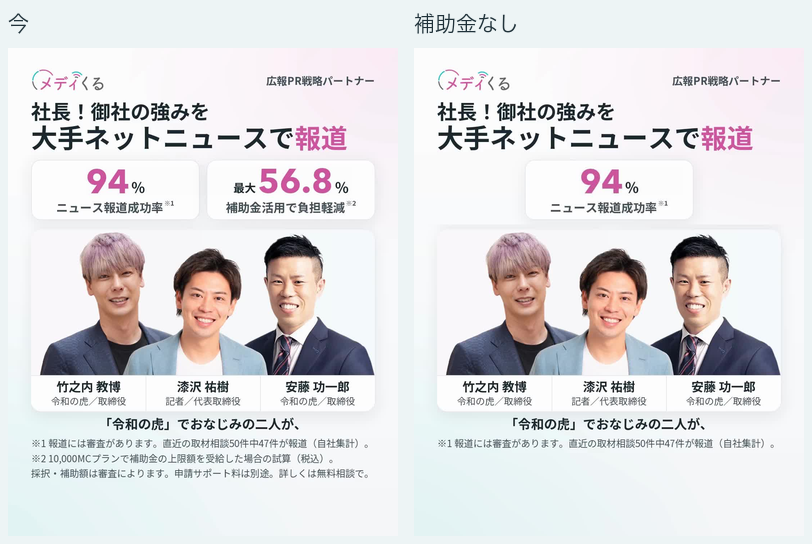 今
メディくる
広報PR戦略パートナー
社長！御社の強みを
大手ネットニュースで報道
94%
ニュース報道成功率※1
最大56.8%
補助金活用で負担軽減※2
竹之内 教博
令和の虎／取締役
漆沢 祐樹
記者／代表取締役
安藤 功一郎
令和の虎／取締役
「令和の虎」でおなじみの二人が、
※1 報道には審査があります。直近の取材相談50件中47件が報道（自社集計）。
※2 10,000MCプランで補助金の上限額を受給した場合の試算（税込）。
採択・補助額は審査によります。申請サポート料は別途。詳しくは無料相談で。
補助金なし
メディくる
広報PR戦略パートナー
社長！御社の強みを
大手ネットニュースで報道
94%
ニュース報道成功率※1
竹之内 教博
令和の虎／取締役
漆沢 祐樹
記者／代表取締役
安藤 功一郎
令和の虎／取締役
「令和の虎」でおなじみの二人が、
※1 報道には審査があります。直近の取材相談50件中47件が報道（自社集計）。